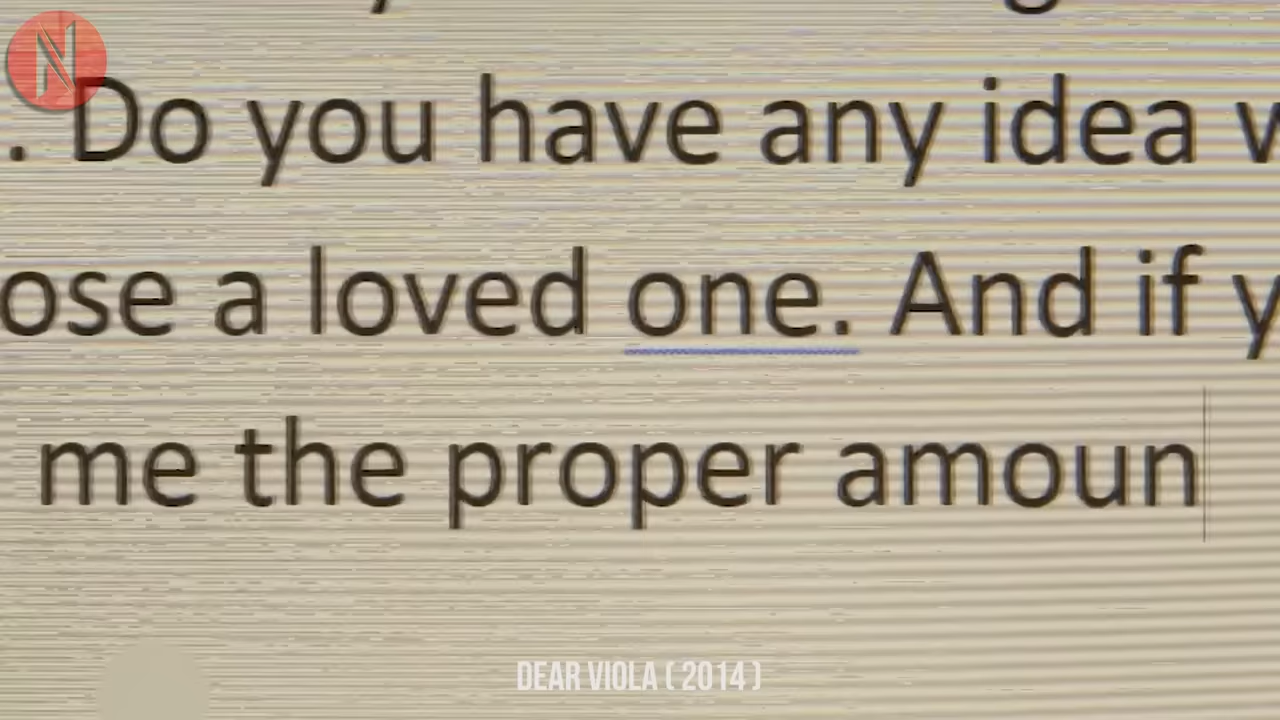 . Do you have any idea w
ose a loved one. And if y
me the proper amoun
DEAR VIOLA ( 2014 )